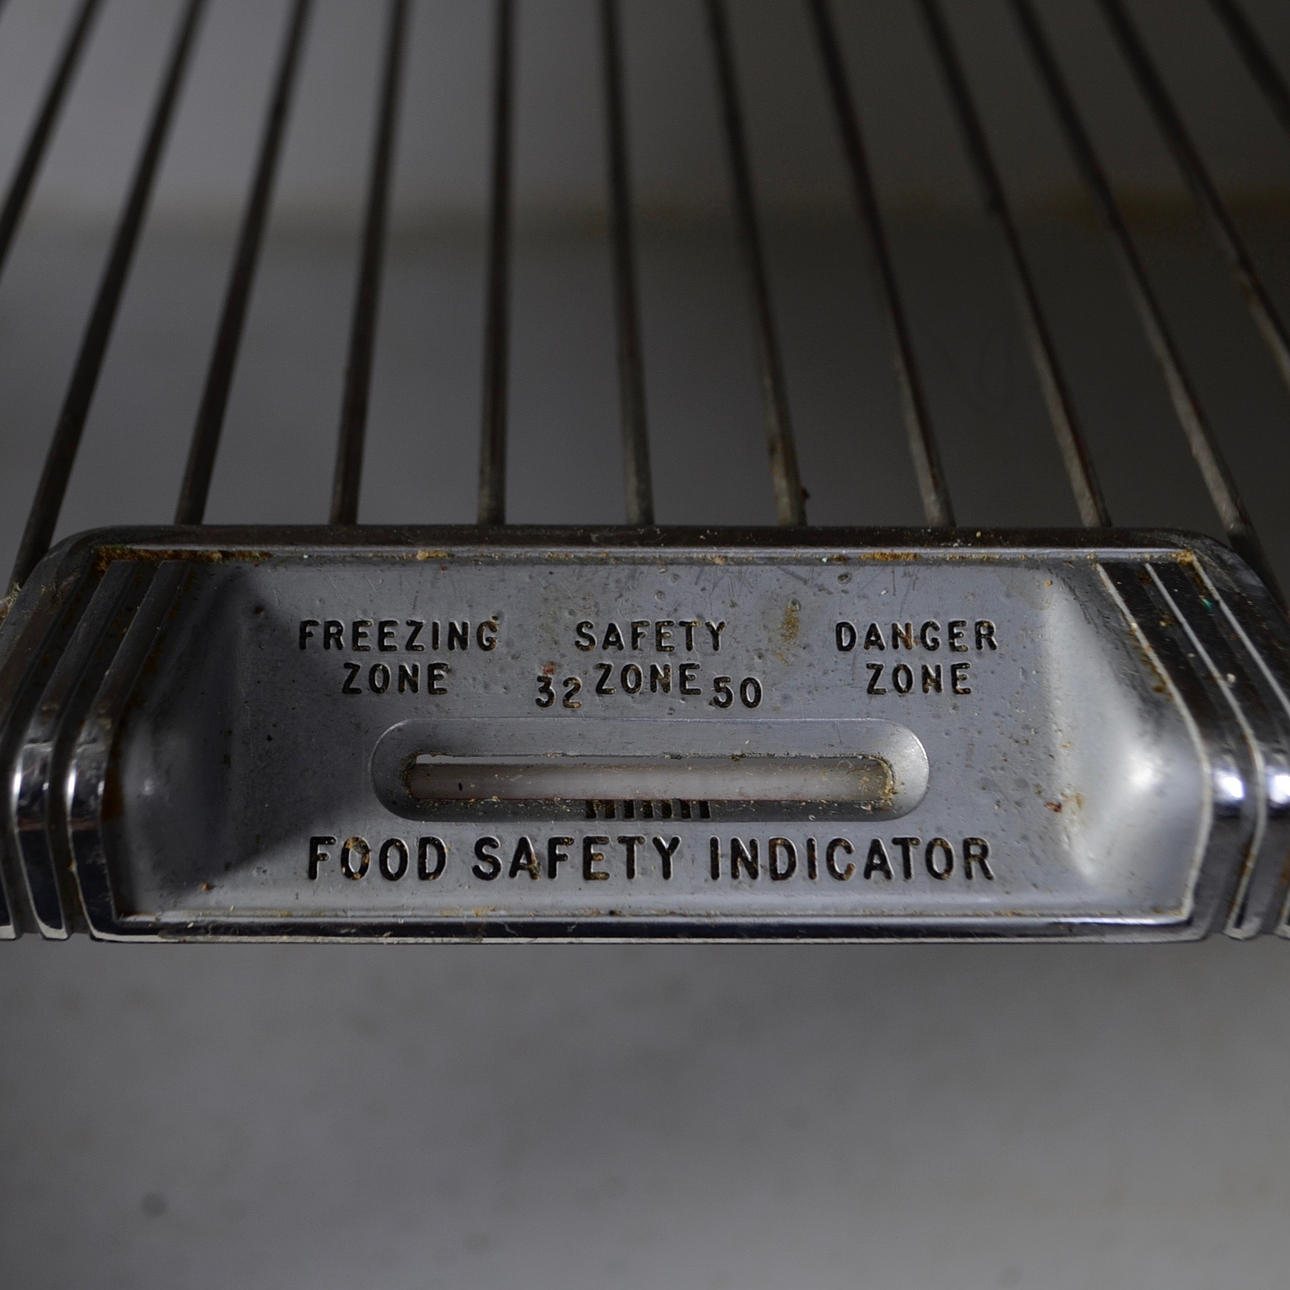 FREEZING SAFETY DANGER
ZONE 32 ZONE 50 ZONE
FOOD SAFETY INDICATOR